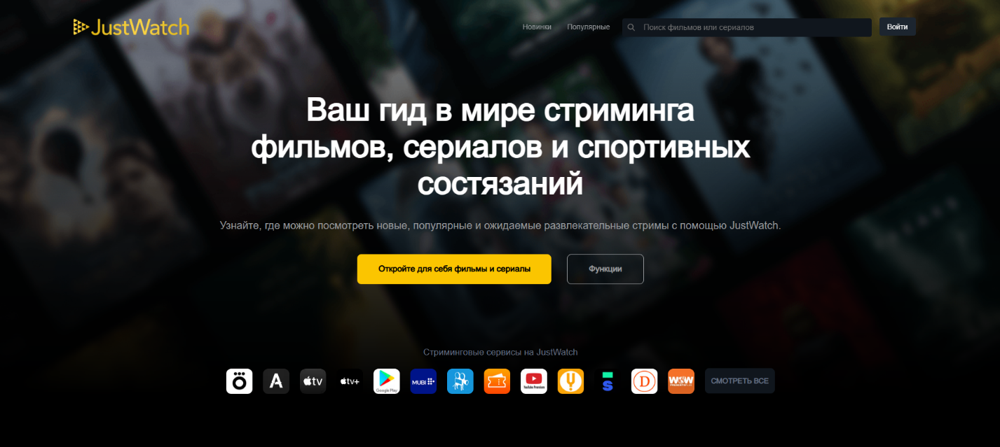 JustWatch
Новинки
Популярные
Поиск фильмов или сериалов
Войти
Ваш гид в мире стриминга
фильмов, сериалов и спортивных
состязаний
Узнайте, где можно посмотреть новые, популярные и ожидаемые развлекательные стримы с помощью JustWatch.
Откройте для себя фильмы и сериалы
Функции
Стриминговые сервисы на JustWatch
A
tv
tv+
Google Play
MUBI
YouTube Premium
D
WOW
PRESENTS PLUS
СМОТРЕТЬ ВСЕ